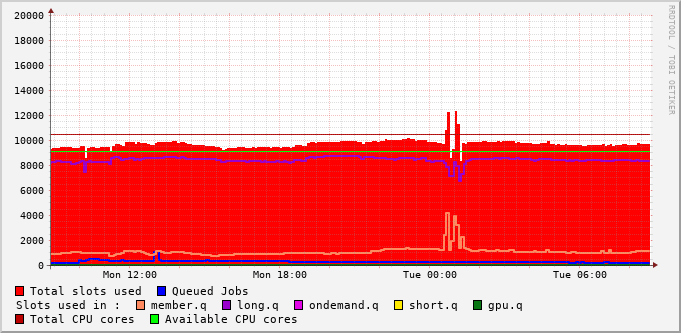 RRDTOOL / TOBI OETIKER
20000
18000
16000
14000
12000
10000
8000
6000
4000
2000
0
Mon 12:00 Mon 18:00 Tue 00:00 Tue 06:00
Total slots used Queued Jobs
Slots used in : member.q long.q ondemand.q short.q gpu.q
Total CPU cores Available CPU cores